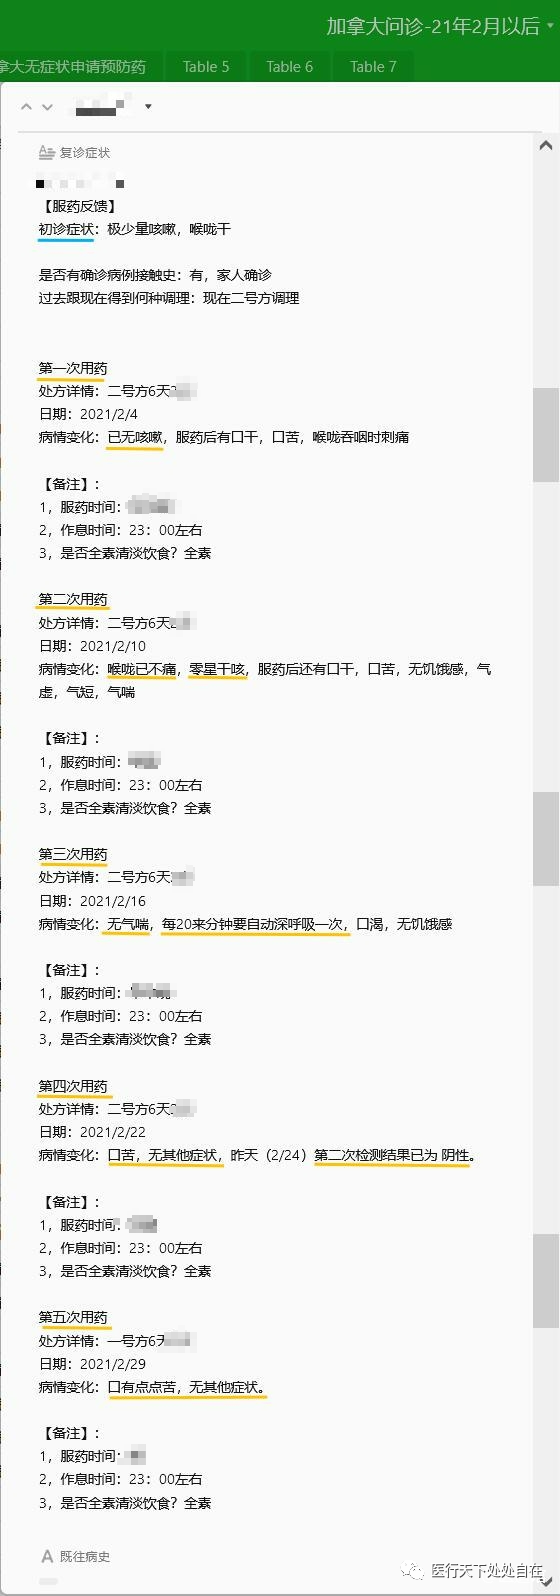 加拿大问诊-21年2月以后
拿大无症状申请预防药 Table 5 Table 6 Table 7
复诊症状
【服药反馈】
初诊症状：极少量咳嗽，喉咙干
是否有确诊病例接触史：有，家人确诊
过去跟现在得到何种调理：现在二号方调理
第一次用药
处方详情：二号方6天
日期：2021/2/4
病情变化：已无咳嗽，服药后有口干，口苦，喉咙吞咽时刺痛
【备注】：
1，服药时间：
2，作息时间：23：00左右
3，是否全素清淡饮食？全素
第二次用药
处方详情：二号方6天
日期：2021/2/10
病情变化：喉咙已不痛，零星干咳，服药后还有口干，口苦，无饥饿感，气
虚，气短，气喘
【备注】：
1，服药时间：
2，作息时间：23：00左右
3，是否全素清淡饮食？全素
第三次用药
处方详情：二号方6天
日期：2021/2/16
病情变化：无气喘，每20来分钟要自动深呼吸一次，口渴，无饥饿感
【备注】：
1，服药时间：
2，作息时间：23：00左右
3，是否全素清淡饮食？全素
第四次用药
处方详情：二号方6天
日期：2021/2/22
病情变化：口苦，无其他症状，昨天（2/24）第二次检测结果已为 阴性。
【备注】：
1，服药时间：
2，作息时间：23：00左右
3，是否全素清淡饮食？全素
第五次用药
处方详情：一号方6天
日期：2021/2/29
病情变化：口有点点苦，无其他症状。
【备注】：
1，服药时间：
2，作息时间：23：00左右
3，是否全素清淡饮食？全素
既往病史
医行天下处处自在